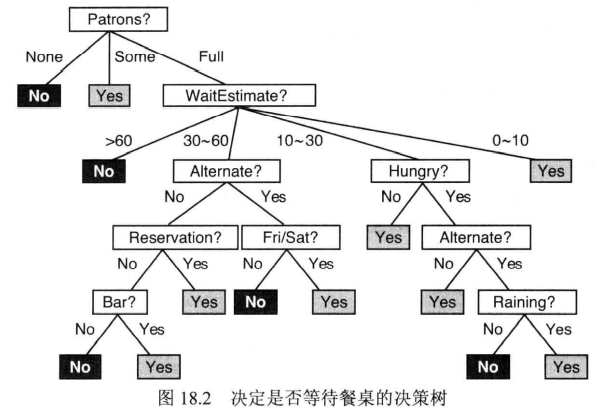 Patrons?
None Some Full
No Yes WaitEstimate?
>60 30~60 10~30 0~10
No Alternate? Hungry? Yes
No Yes No Yes
Reservation? Fri/Sat? Yes Alternate?
No Yes No Yes No Yes
Bar? Yes No Yes Yes Raining?
No Yes No Yes
No Yes No Yes
图 18.2 决定是否等待餐桌的决策树